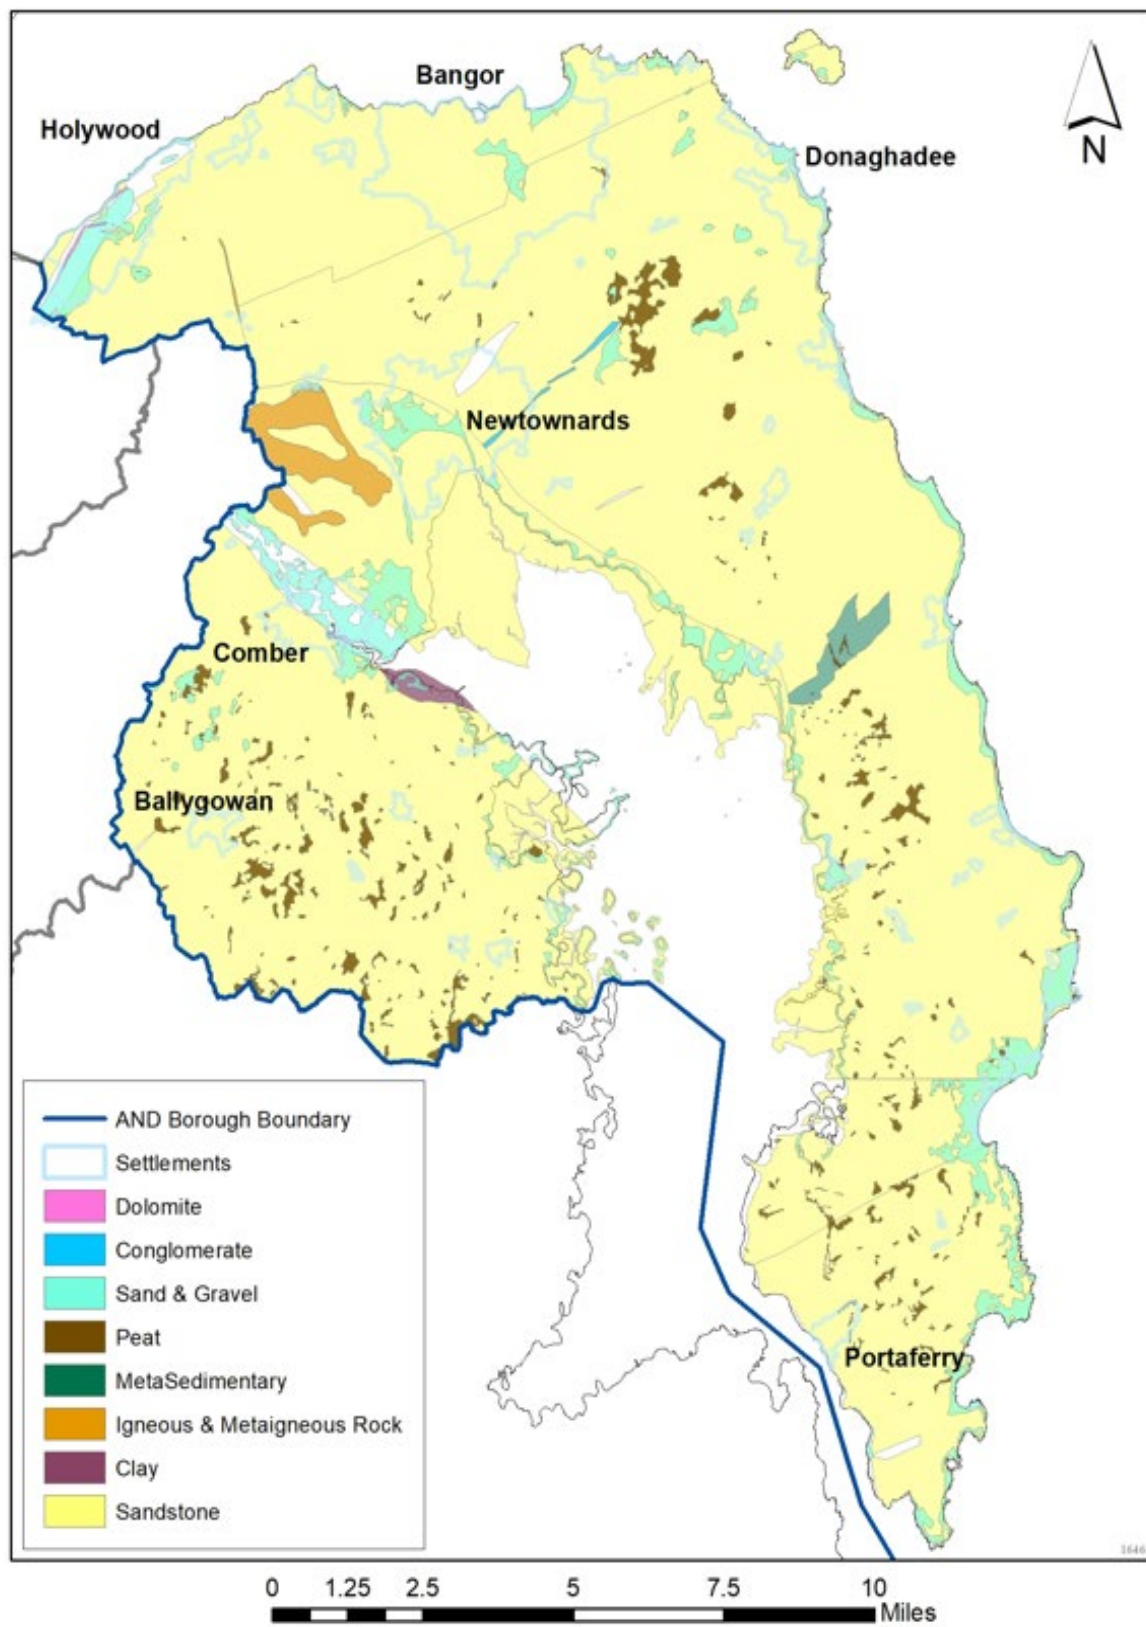 Bangor
Holywood
Donaghadee
N
Newtownards
Comber
Ballygowan
Portaferry
AND Borough Boundary
Settlements
Dolomite
Conglomerate
Sand & Gravel
Peat
MetaSedimentary
Igneous & Metaigneous Rock
Clay
Sandstone
1646
0 1.25 2.5 5 7.5 10
Miles